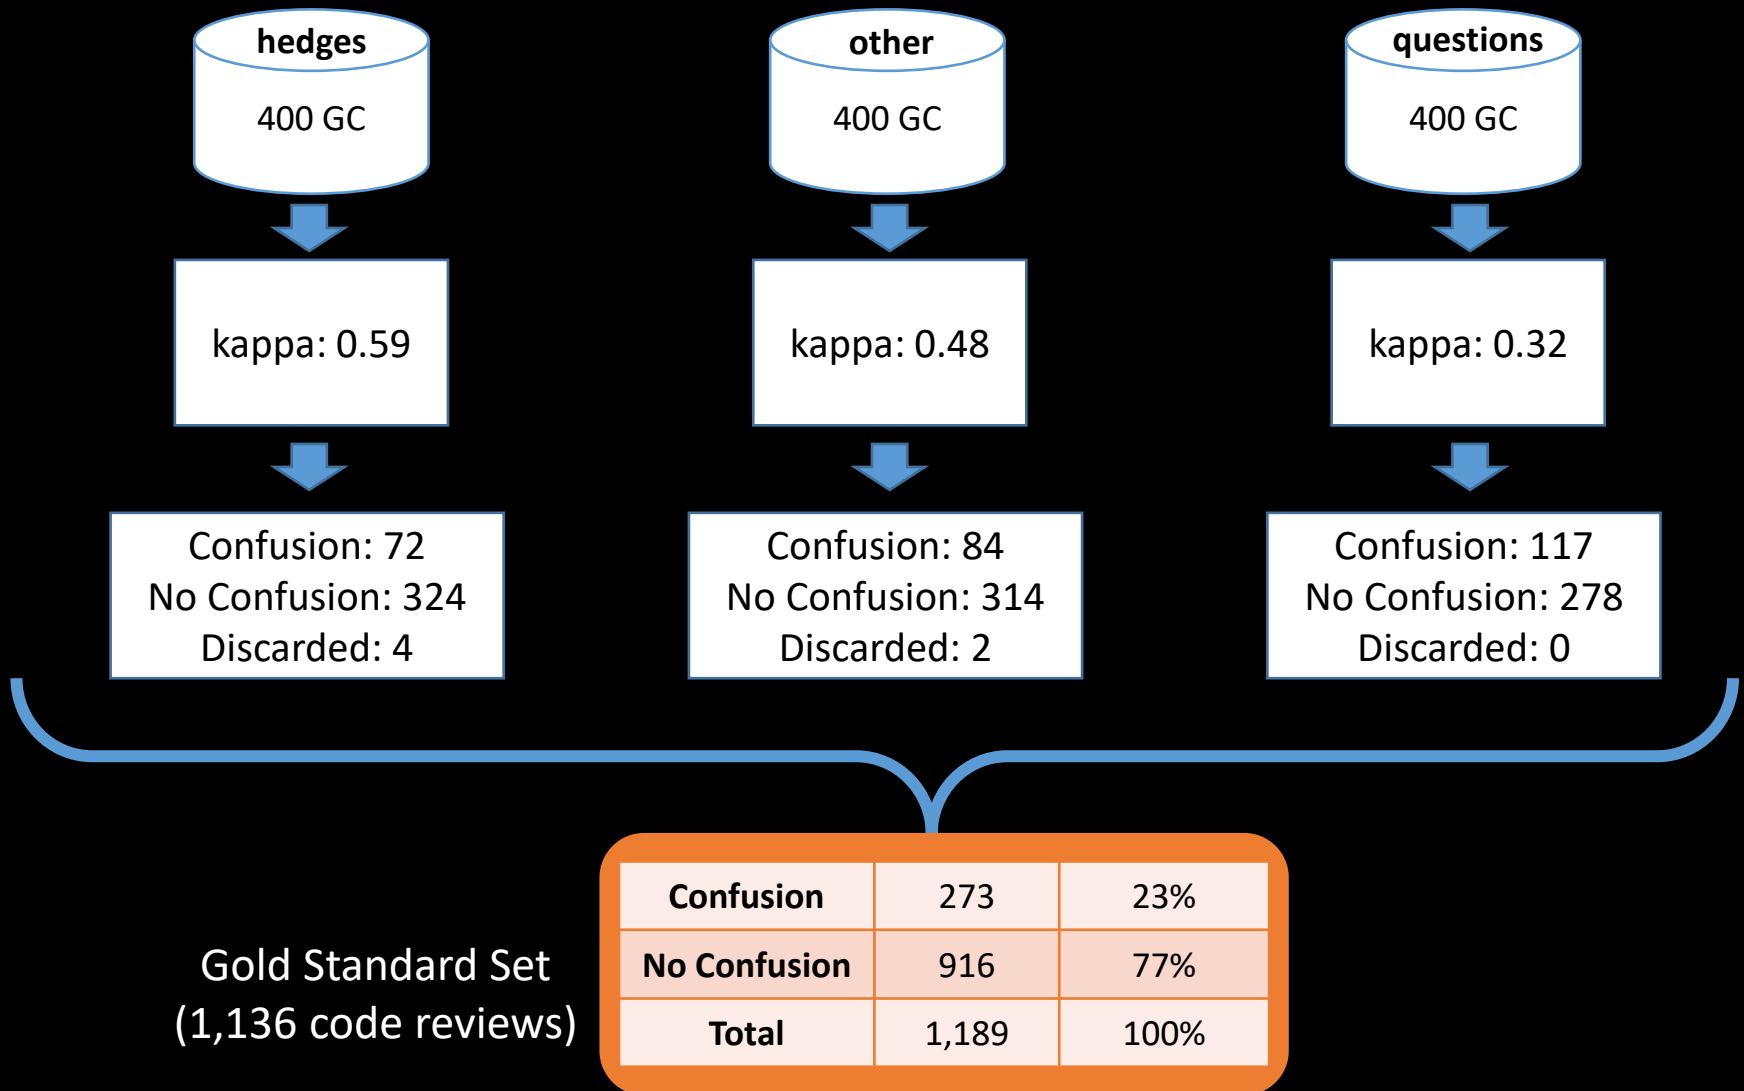 hedges
400 GC
other
400 GC
questions
400 GC
kappa: 0.59
kappa: 0.48
kappa: 0.32
Confusion: 72
No Confusion: 324
Discarded: 4
Confusion: 84
No Confusion: 314
Discarded: 2
Confusion: 117
No Confusion: 278
Discarded: 0
Gold Standard Set
(1,136 code reviews)
Confusion 273 23%
No Confusion 916 77%
Total 1,189 100%